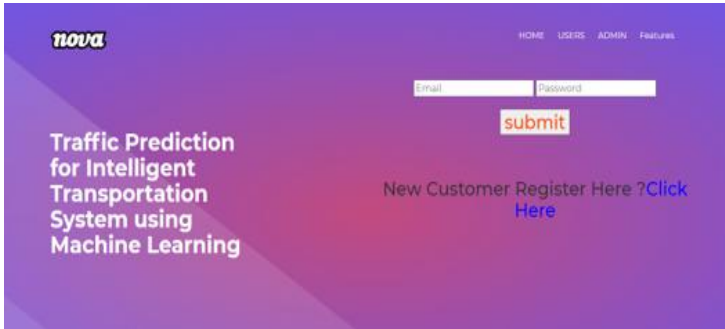 nova
HOME USERS ADMIN Features
Email Password
submit
Traffic Prediction
for Intelligent
Transportation
System using
Machine Learning
New Customer Register Here ?Click
Here